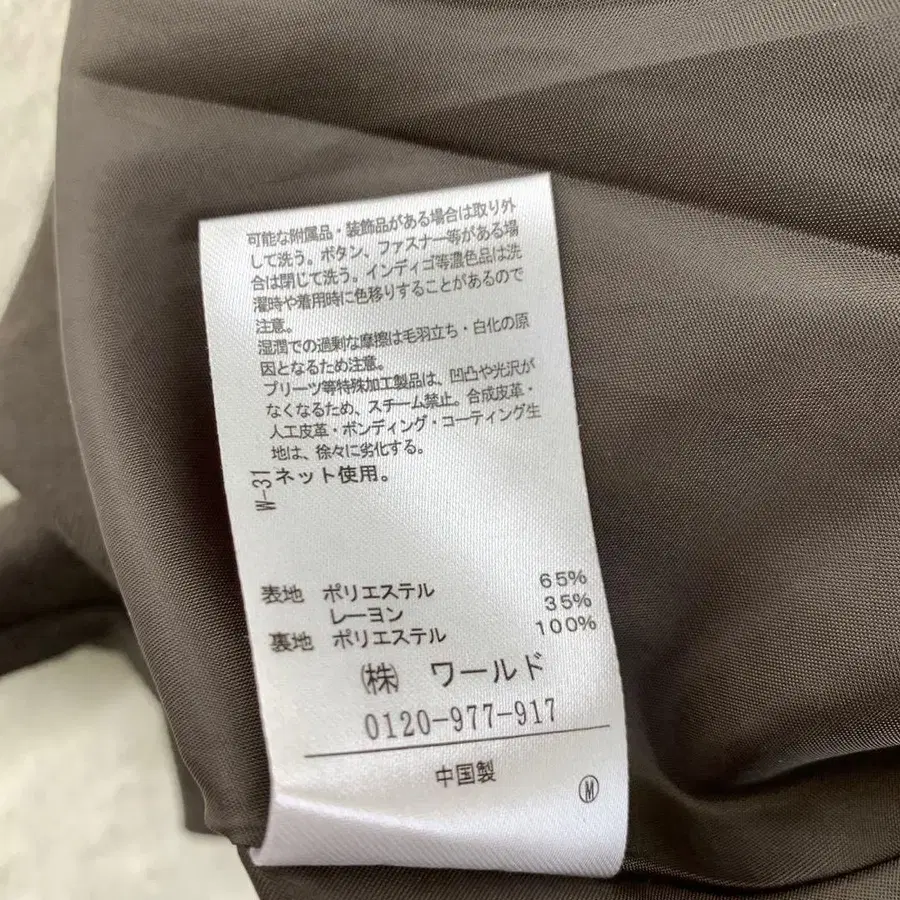 可能な附属品・装飾品がある場合は取り外
して洗う。ボタン、ファスナー等がある場
合は閉じて洗う。インディゴ等濃色品は洗
濯時や着用時に色移りすることがあるので
注意。
湿潤での過剰な摩擦は毛羽立ち・白化の原
因となるため注意。
プリーツ等特殊加工製品は、凹凸や光沢が
なくなるため、スチーム禁止。合成皮革・
人工皮革・ボンディング・コーティング生
地は、徐々に劣化する。
ネット使用。
W-31
表地 ポリエステル 65%
レーヨン 35%
裏地 ポリエステル 100%
㈱ ワールド
0120-977-917
中国製
Ⓜ